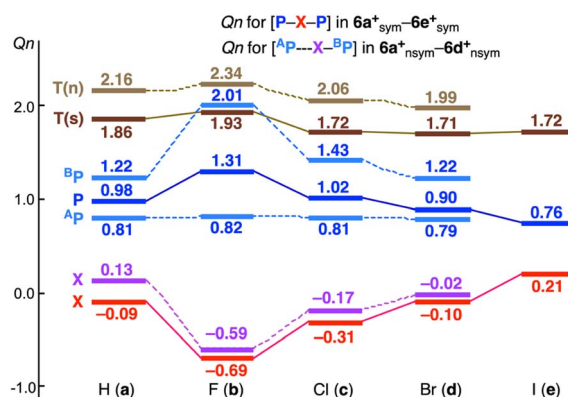 Qn for [P–X–P] in 6a⁺sym–6e⁺sym
Qn
Qn for [ᴬP---X–ᴮP] in 6a⁺nsym–6d⁺nsym
T(n) 2.16 2.34 2.06 1.99
2.0 2.01
T(s) 1.86 1.93 1.72 1.71 1.72
ᴮP 1.22 1.43 1.22
P 0.98 1.31 1.02 0.90 0.76
1.0
ᴬP 0.81 0.82 0.81 0.79
X 0.13 –0.59 –0.17 –0.02
0.0
X –0.09 –0.69 –0.31 –0.10 0.21
-1.0
H (a) F (b) Cl (c) Br (d) I (e)